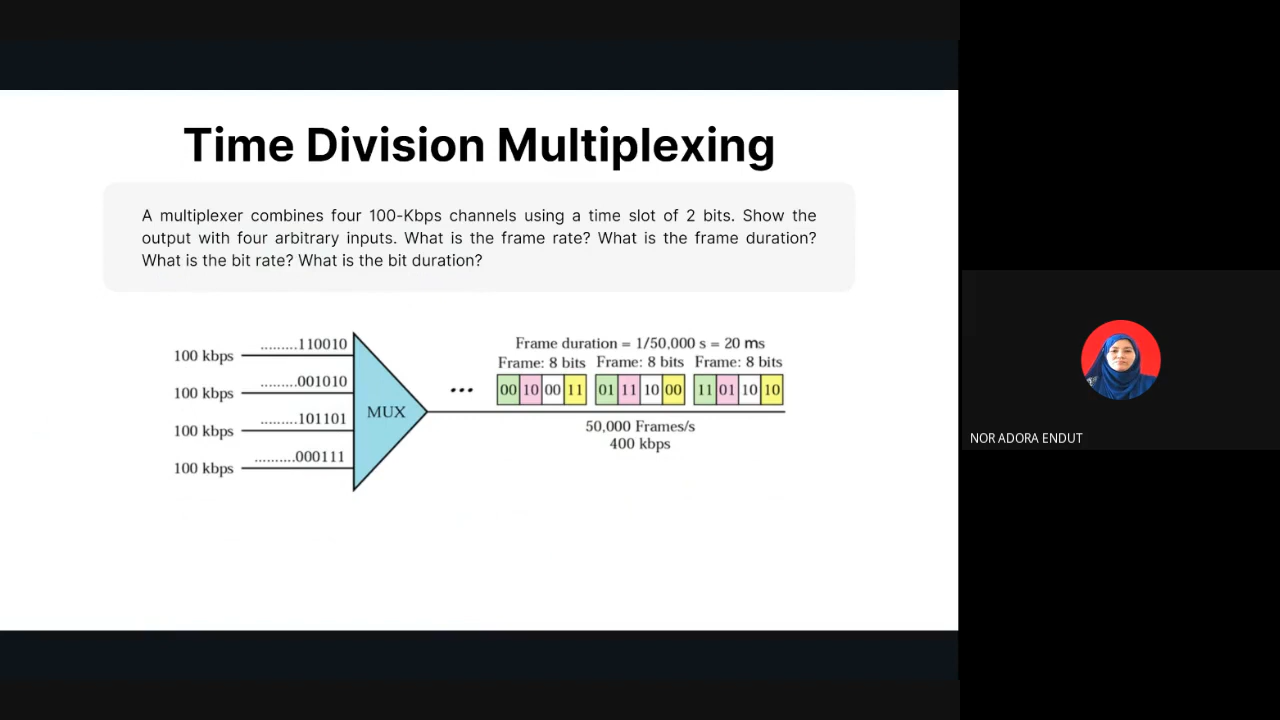 Time Division Multiplexing
A multiplexer combines four 100-Kbps channels using a time slot of 2 bits. Show the
output with four arbitrary inputs. What is the frame rate? What is the frame duration?
What is the bit rate? What is the bit duration?
100 kbps .........110010
100 kbps .........001010
100 kbps .........101101
100 kbps ..........000111
MUX
...
Frame duration = 1/50,000 s = 20 ms
Frame: 8 bits Frame: 8 bits Frame: 8 bits
00 10 00 11 01 11 10 00 11 01 10 10
50,000 Frames/s
400 kbps
NOR ADORA ENDUT